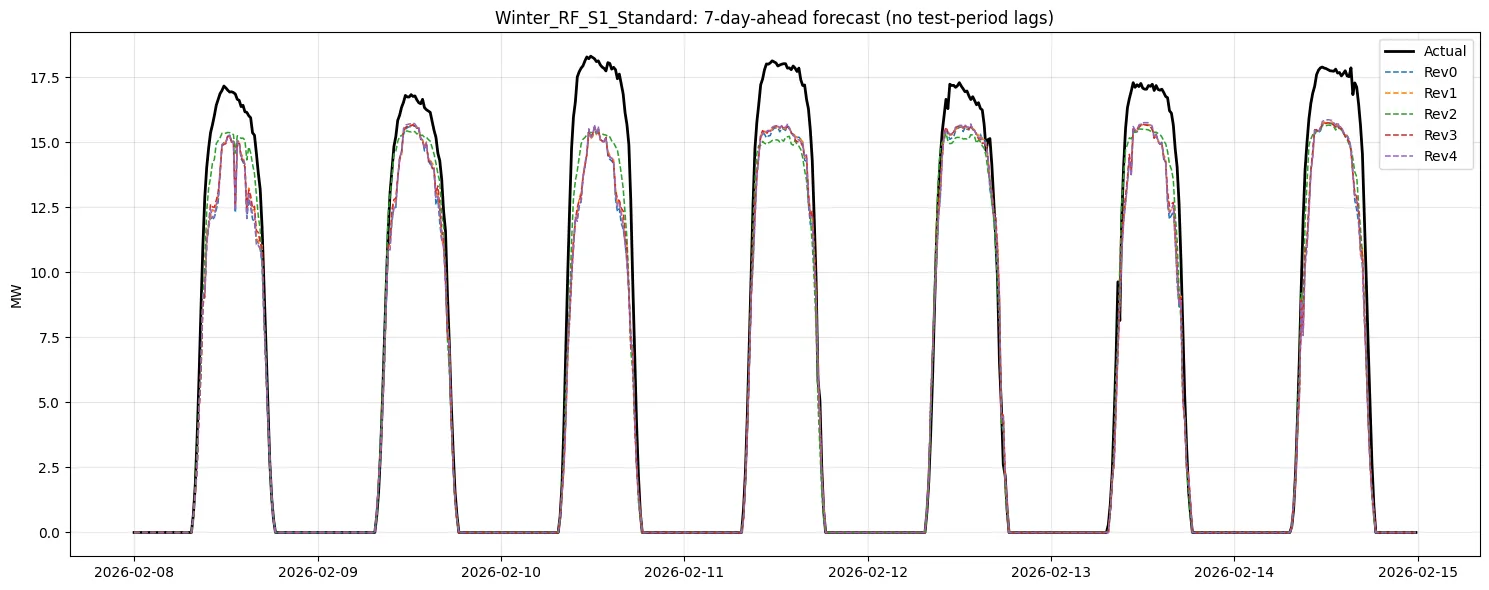 Winter_RF_S1_Standard: 7-day-ahead forecast (no test-period lags)
Actual
Rev0
Rev1
Rev2
Rev3
Rev4
MW
17.5
15.0
12.5
10.0
7.5
5.0
2.5
0.0
2026-02-08 2026-02-09 2026-02-10 2026-02-11 2026-02-12 2026-02-13 2026-02-14 2026-02-15